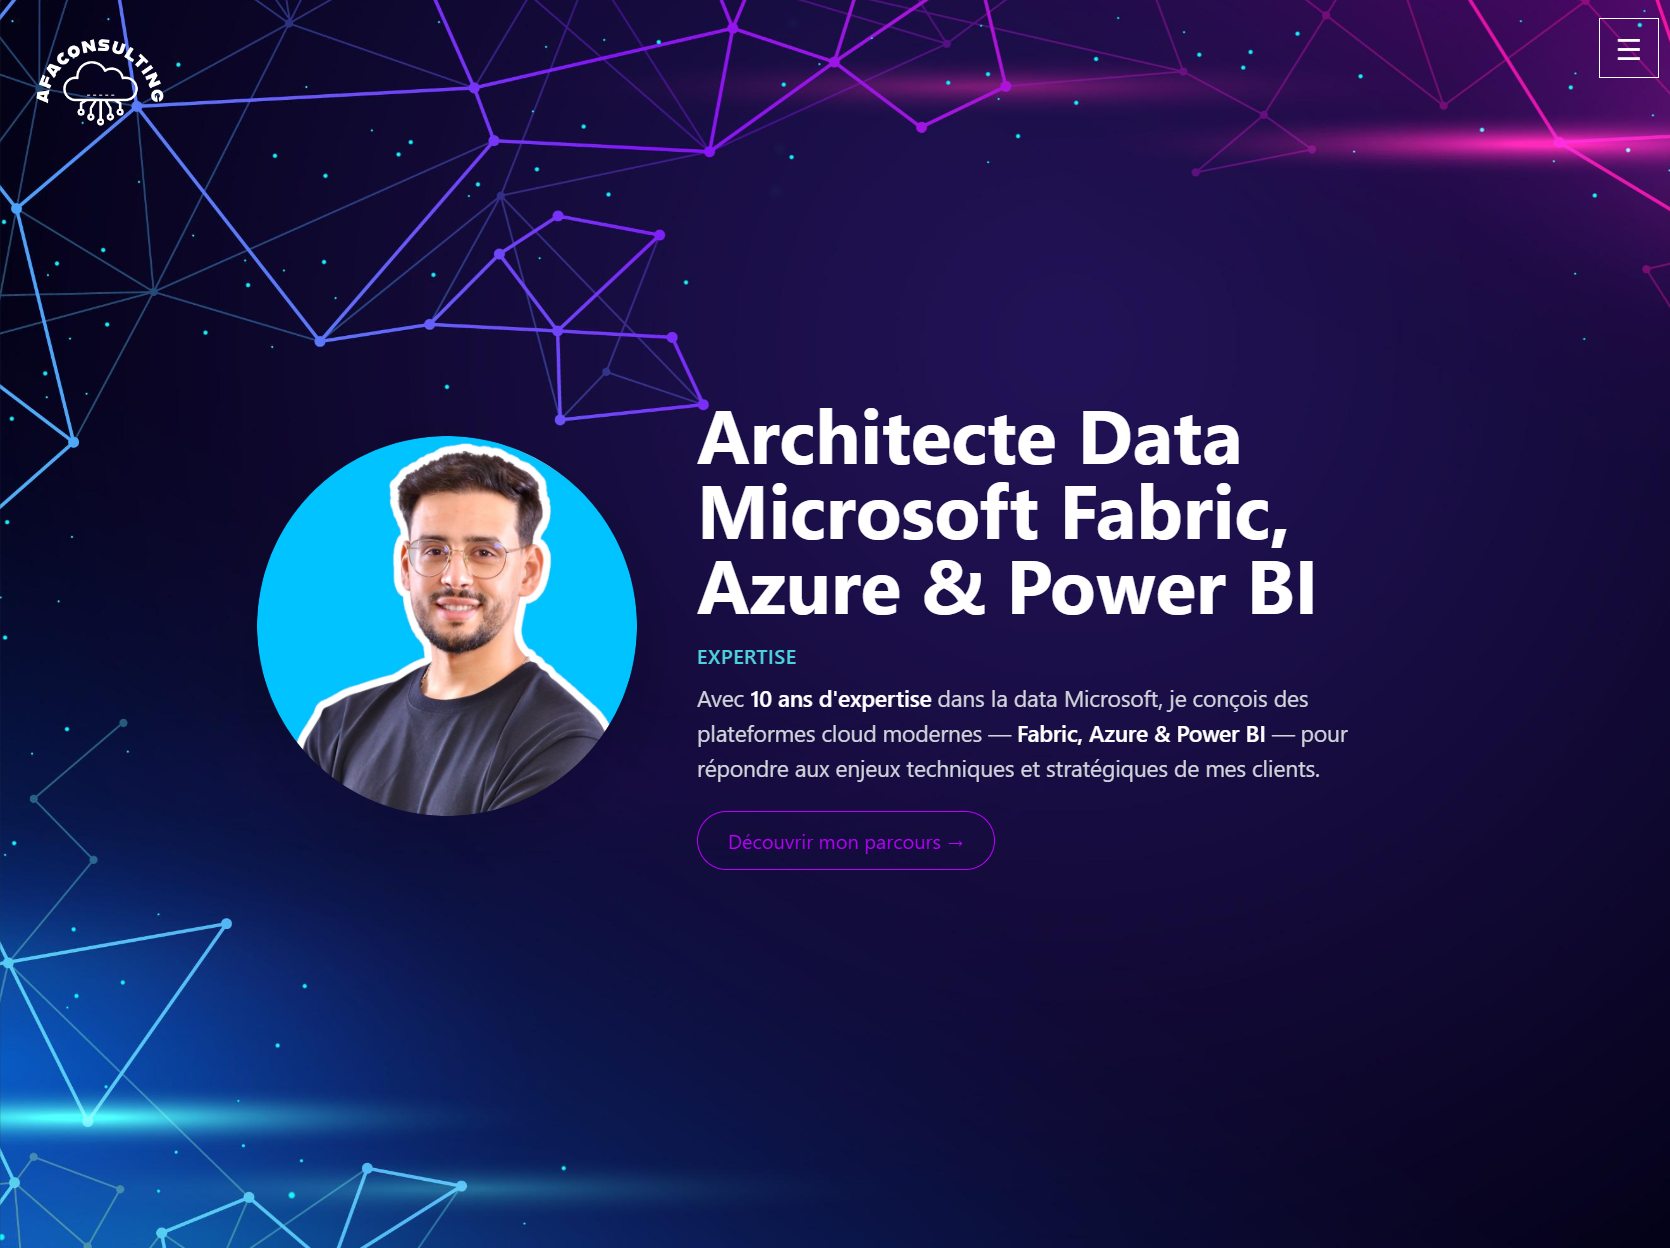 AFACONSULTING
☰
Architecte Data
Microsoft Fabric,
Azure & Power BI
EXPERTISE
Avec 10 ans d'expertise dans la data Microsoft, je conçois des
plateformes cloud modernes — Fabric, Azure & Power BI — pour
répondre aux enjeux techniques et stratégiques de mes clients.
Découvrir mon parcours →